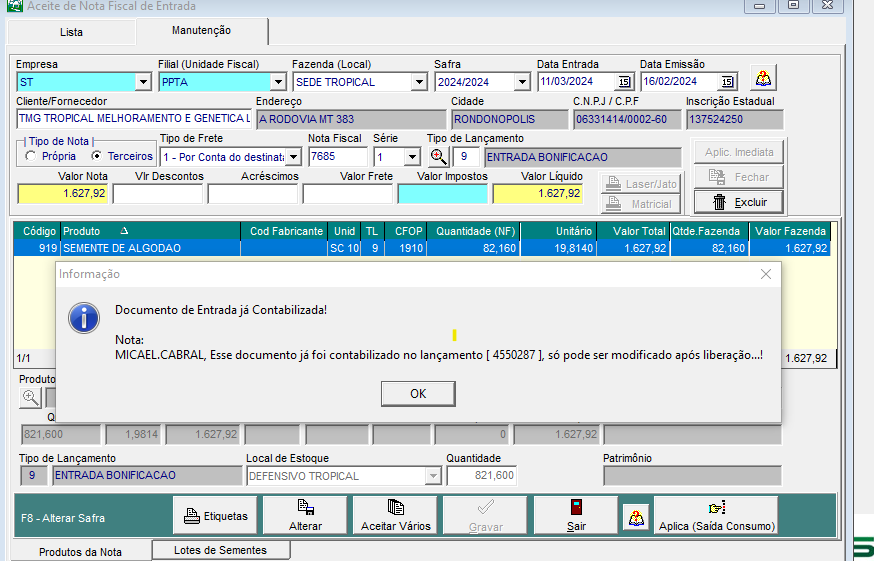 Aceite de Nota Fiscal de Entrada
Lista Manutenção
Empresa Filial (Unidade Fiscal) Fazenda (Local) Safra Data Entrada Data Emissão
ST PPTA SEDE TROPICAL 2024/2024 11/03/2024 15 16/02/2024 15
Cliente/Fornecedor Endereço Cidade C.N.P.J / C.P.F Inscrição Estadual
TMG TROPICAL MELHORAMENTO E GENETICA L A RODOVIA MT 383 RONDONOPOLIS 06331414/0002-60 137524250
Tipo de Nota Tipo de Frete Nota Fiscal Série Tipo de Lançamento
Própria Terceiros 1 - Por Conta do destinatá 7685 1 9 ENTRADA BONIFICACAO Aplic. Imediata
Valor Nota Vlr Descontos Acréscimos Valor Frete Valor Impostos Valor Líquido Laser/Jato Fechar
1.627,92 1.627,92 Matricial Excluir
Código Produto Cod Fabricante Unid TL CFOP Quantidade (NF) Unitário Valor Total Qtde.Fazenda Valor Fazenda
919 SEMENTE DE ALGODAO SC 10 9 1910 82,160 19,8140 1.627,92 82,160 1.627,92
Informação
Documento de Entrada já Contabilizada!
Nota:
MICAEL.CABRAL, Esse documento já foi contabilizado no lançamento [ 4550287 ], só pode ser modificado após liberação...!
1/1 1.627,92
Produto
OK
821,600 1,9814 1.627,92 0 1.627,92
Tipo de Lançamento Local de Estoque Quantidade Patrimônio
9 ENTRADA BONIFICACAO DEFENSIVO TROPICAL 821,600
F8 - Alterar Safra Etiquetas Alterar Aceitar Vários Gravar Sair Aplica (Saída Consumo)
Produtos da Nota Lotes de Sementes